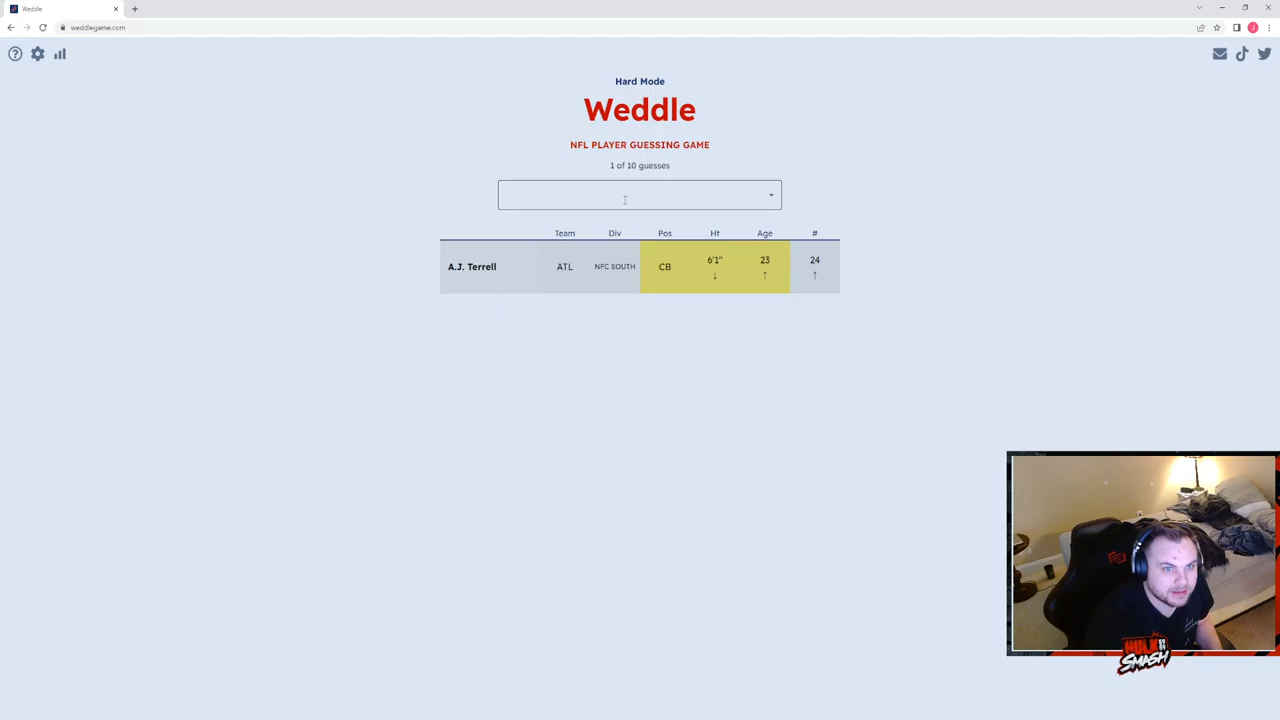 Weddle
weddlegame.com
J
Hard Mode
Weddle
NFL PLAYER GUESSING GAME
1 of 10 guesses
Team Div Pos Ht Age #
A.J. Terrell ATL NFC SOUTH CB 6'1" 23 24
↓ ↑ ↑
HULK
SMASH